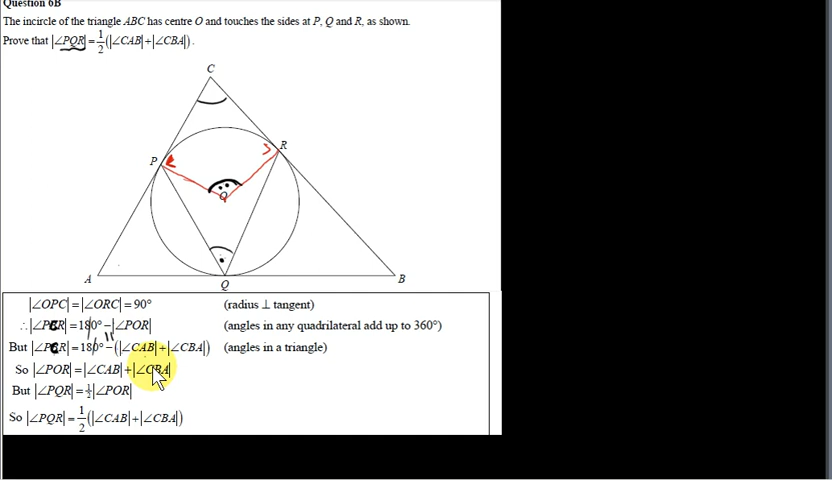 Question 6B
The incircle of the triangle ABC has centre O and touches the sides at P, Q and R, as shown.
Prove that |∠PQR| = 1/2 (|∠CAB| + |∠CBA|).
C
P
R
O
A
Q
B
|∠OPC| = |∠ORC| = 90° (radius ⊥ tangent)
∴ |∠PCR| = 180° − |∠POR| (angles in any quadrilateral add up to 360°)
But |∠PCR| = 180° − (|∠CAB| + |∠CBA|) (angles in a triangle)
So |∠POR| = |∠CAB| + |∠CBA|
But |∠PQR| = 1/2 |∠POR|
So |∠PQR| = 1/2 (|∠CAB| + |∠CBA|)